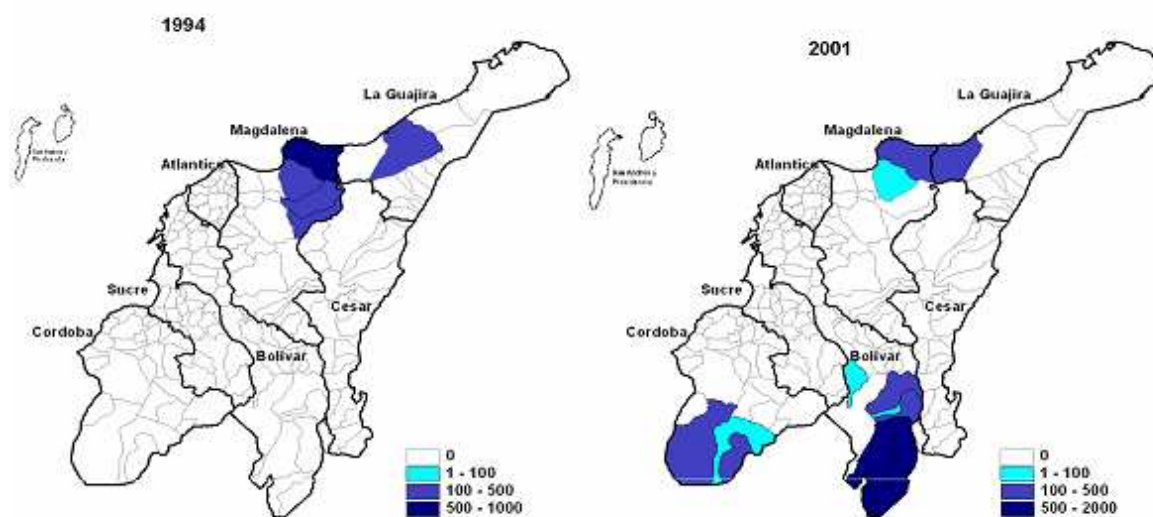 1994
La Guajira
Magdalena
Atlantico
Sucre
Cordoba
Cesar
Bolivar
0
1 - 100
100 - 500
500 - 1000
2001
La Guajira
Magdalena
Atlantico
Sucre
Cordoba
Cesar
Bolivar
0
1 - 100
100 - 500
500 - 2000